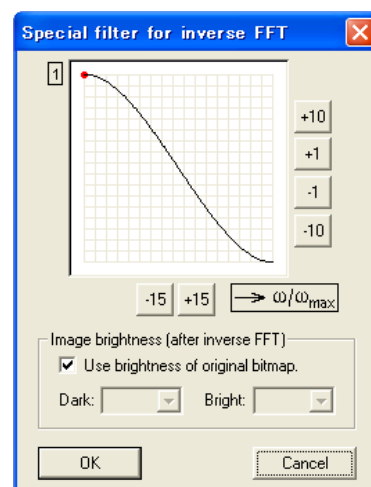 Special filter for inverse FFT
1
+10
+1
-1
-10
-15 +15 ω/ωmax
Image brightness (after inverse FFT)
Use brightness of original bitmap.
Dark: Bright:
OK Cancel